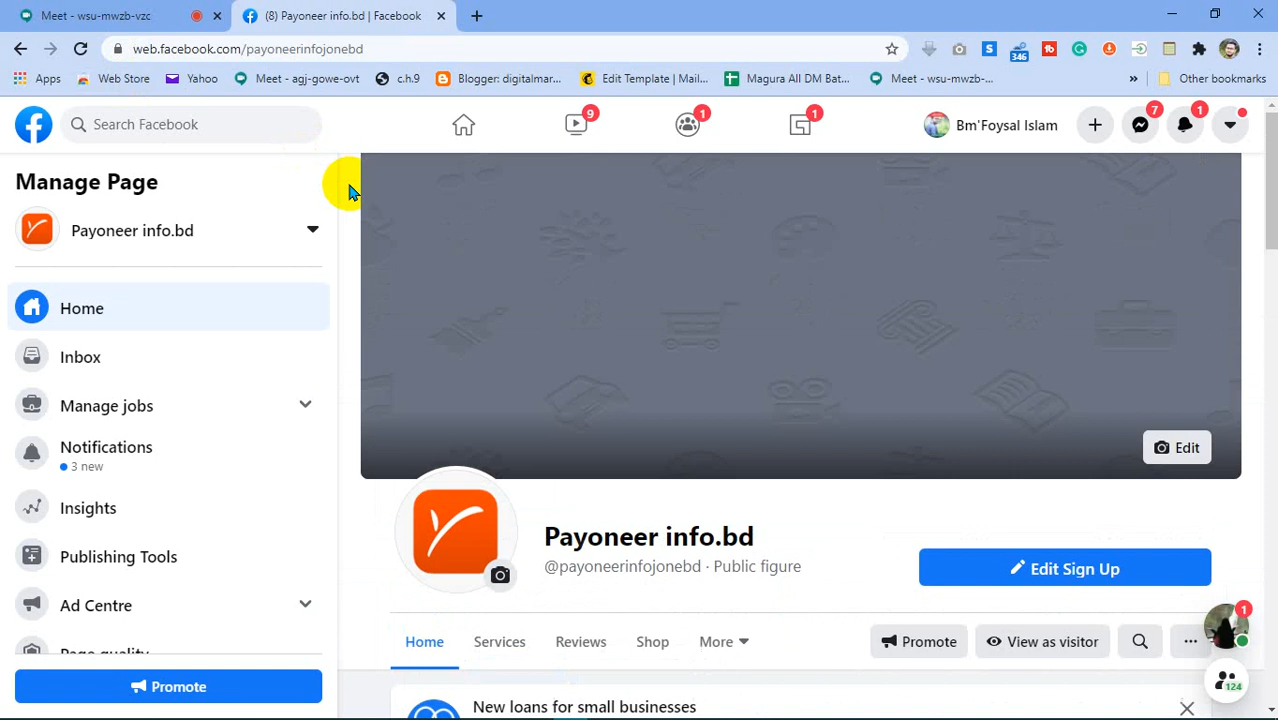 Meet - wsu-mwzb-vzc
(8) Payoneer info.bd | Facebook
web.facebook.com/payoneerinfojonebd
346
Apps
Web Store
Yahoo
Meet - agj-gowe-ovt
c.h.9
Blogger: digitalmar...
Edit Template | Mail...
Magura All DM Bat...
Meet - wsu-mwzb-...
»
Other bookmarks
Search Facebook
9
1
1
Bm'Foysal Islam
7
1
Manage Page
Payoneer info.bd
Home
Inbox
Manage jobs
Notifications
3 new
Insights
Publishing Tools
Ad Centre
Page quality
Promote
Edit
Payoneer info.bd
@payoneerinfojonebd · Public figure
Edit Sign Up
Home
Services
Reviews
Shop
More
Promote
View as visitor
1
124
New loans for small businesses